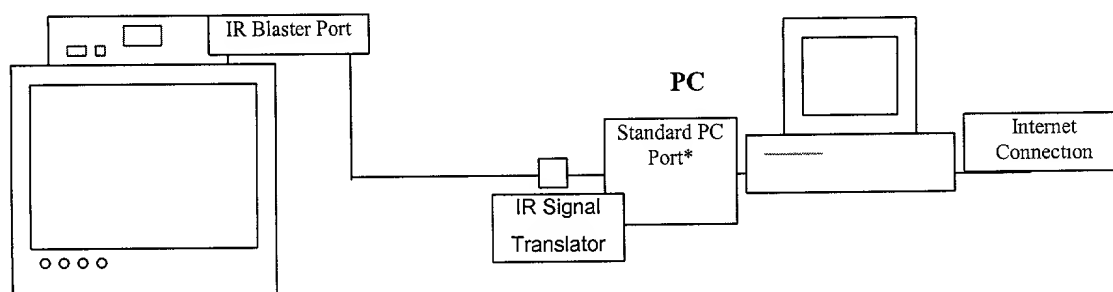 IR Blaster Port
PC
Standard PC
Port*
Internet
Connection
IR Signal
Translator